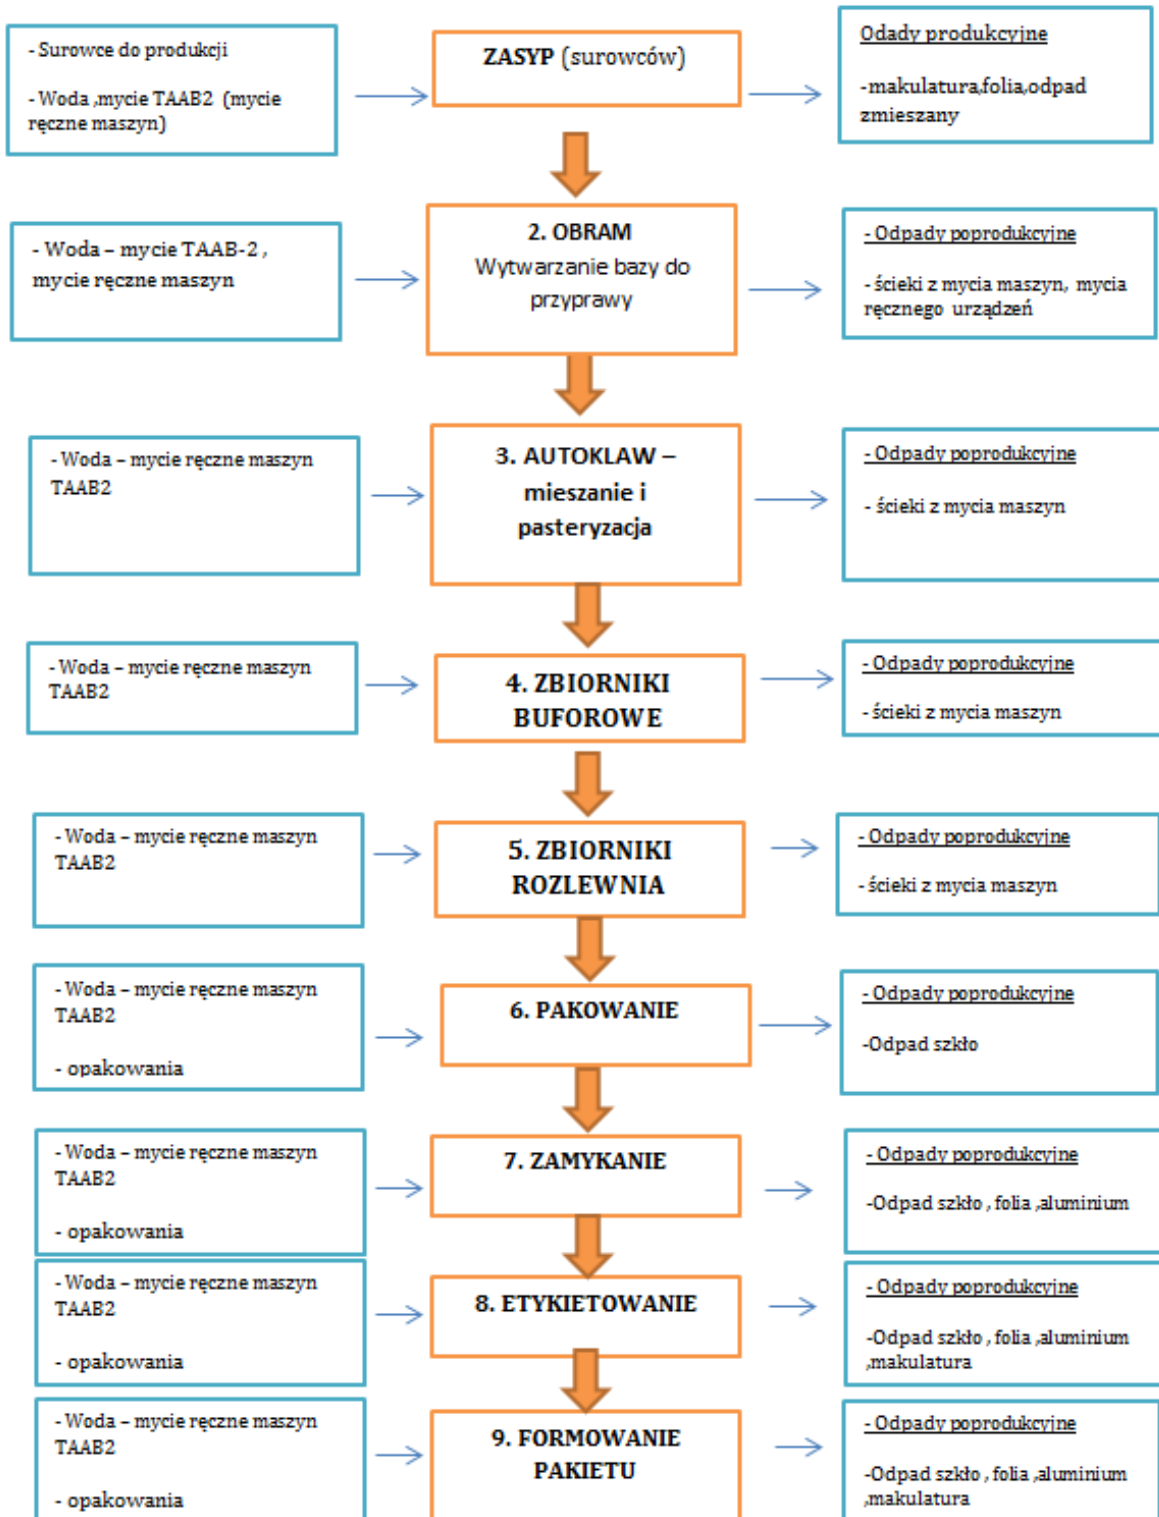 - Surowce do produkcji
- Woda ,mycie TAAB2 (mycie
ręczne maszyn)
ZASYP (surowców)
Odady produkcyjne
-makulatura,folia,odpad
zmieszany
- Woda – mycie TAAB-2 ,
mycie ręczne maszyn
2. OBRAM
Wytwarzanie bazy do
przyprawy
- Odpady poprodukcyjne
- ścieki z mycia maszyn, mycia
ręcznego urządzeń
- Woda – mycie ręczne maszyn
TAAB2
3. AUTOKLAW –
mieszanie i
pasteryzacja
- Odpady poprodukcyjne
- ścieki z mycia maszyn
- Woda – mycie ręczne maszyn
TAAB2
4. ZBIORNIKI
BUFOROWE
- Odpady poprodukcyjne
- ścieki z mycia maszyn
- Woda – mycie ręczne maszyn
TAAB2
5. ZBIORNIKI
ROZLEWNIA
- Odpady poprodukcyjne
- ścieki z mycia maszyn
- Woda – mycie ręczne maszyn
TAAB2
- opakowania
6. PAKOWANIE
- Odpady poprodukcyjne
-Odpad szkło
- Woda – mycie ręczne maszyn
TAAB2
- opakowania
7. ZAMYKANIE
- Odpady poprodukcyjne
-Odpad szkło , folia ,aluminium
- Woda – mycie ręczne maszyn
TAAB2
- opakowania
8. ETYKIETOWANIE
- Odpady poprodukcyjne
-Odpad szkło , folia ,aluminium
,makulatura
- Woda – mycie ręczne maszyn
TAAB2
- opakowania
9. FORMOWANIE
PAKIETU
- Odpady poprodukcyjne
-Odpad szkło , folia ,aluminium
,makulatura